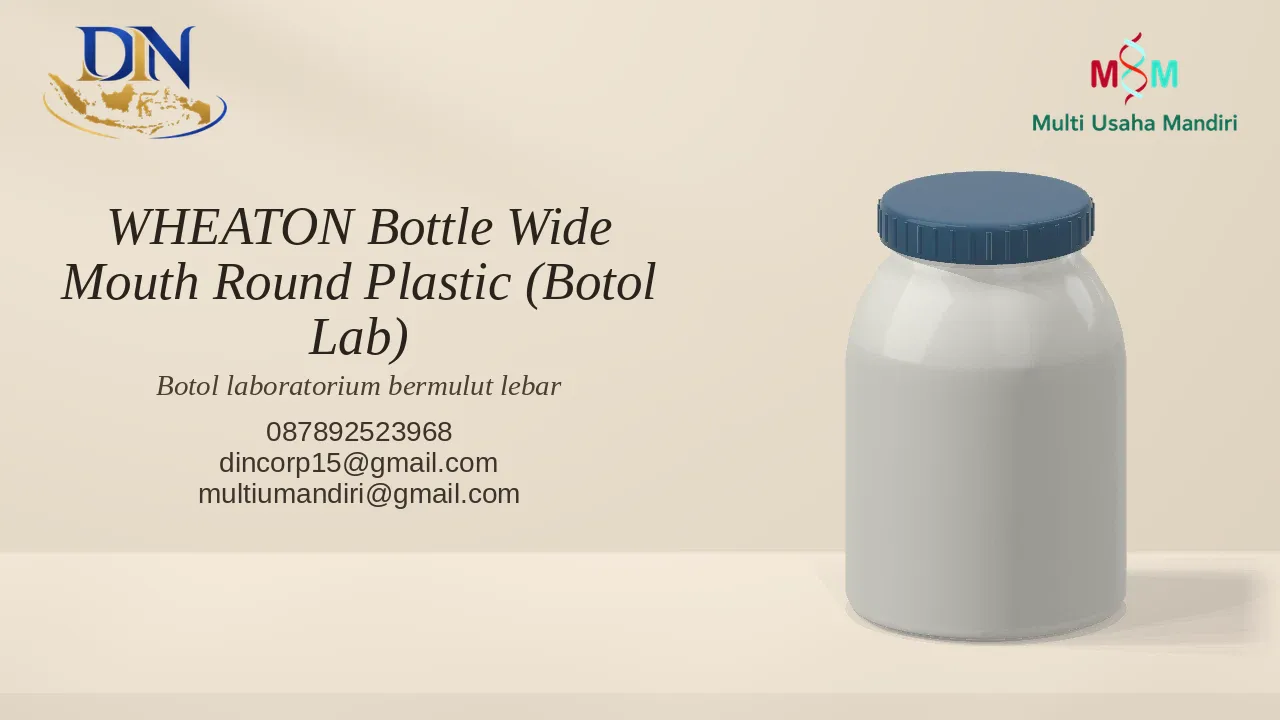 DIN
MSM
Multi Usaha Mandiri
WHEATON Bottle Wide
Mouth Round Plastic (Botol
Lab)
Botol laboratorium bermulut lebar
087892523968
dincorp15@gmail.com
multiumandiri@gmail.com